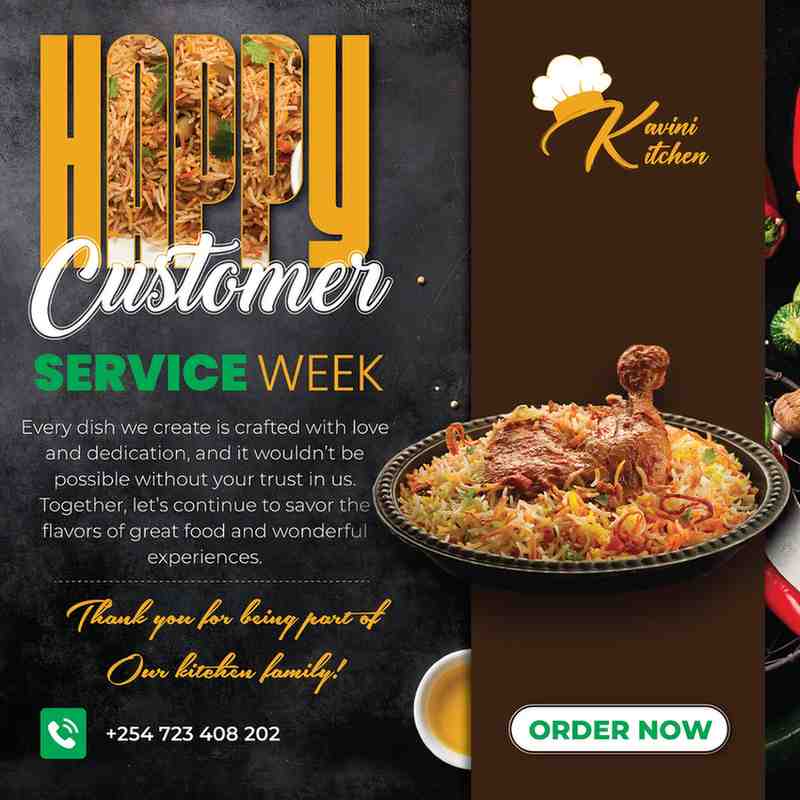 HAPPY
Customer
SERVICE WEEK
Every dish we create is crafted with love
and dedication, and it wouldn't be
possible without your trust in us.
Together, let's continue to savor the
flavors of great food and wonderful
experiences.
Thank you for being part of
Our kitchen family!
+254 723 408 202
Kavini
Kitchen
ORDER NOW